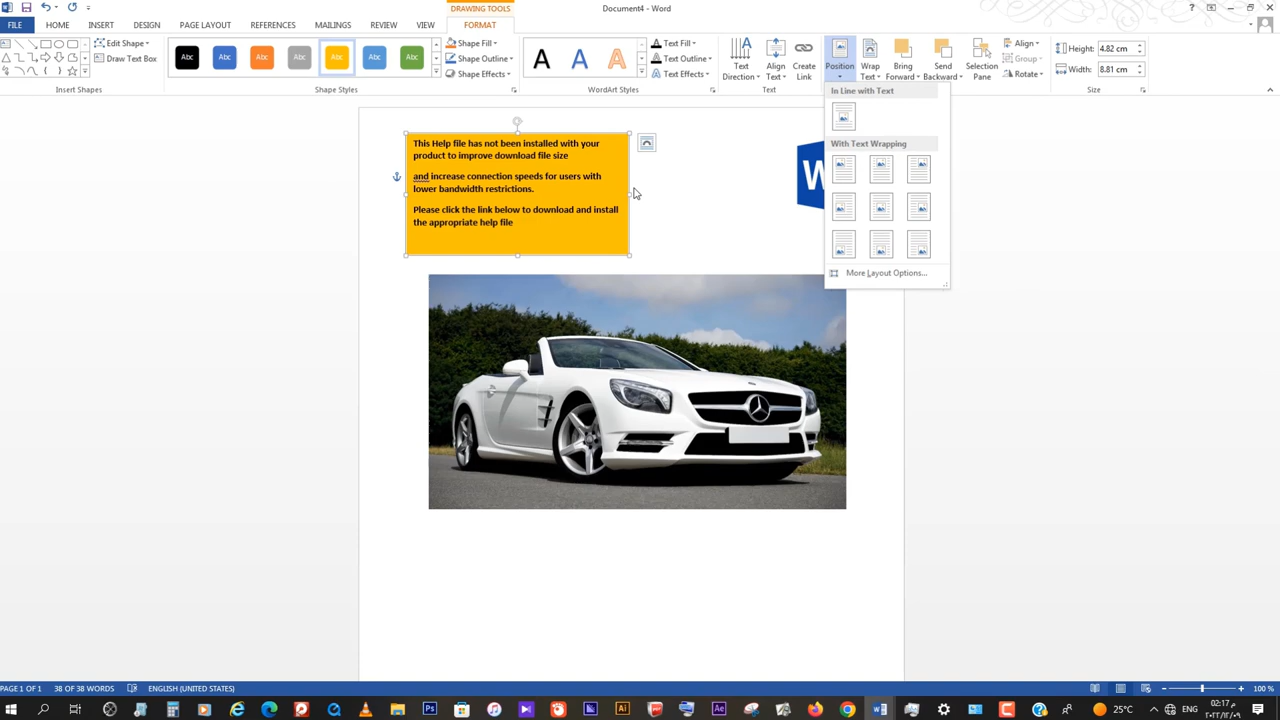 DRAWING TOOLS
Document4 - Word
FILE
HOME
INSERT
DESIGN
PAGE LAYOUT
REFERENCES
MAILINGS
REVIEW
VIEW
FORMAT
Edit Shape
Draw Text Box
Insert Shapes
Abc Abc Abc Abc Abc Abc Abc
Shape Fill
Shape Outline
Shape Effects
Shape Styles
A A A
Text Fill
Text Outline
Text Effects
WordArt Styles
Text Direction
Align Text
Create Link
Text
Position
Wrap Text
Bring Forward
Send Backward
Selection Pane
Align
Group
Rotate
Height: 4.82 cm
Width: 8.81 cm
Size
In Line with Text
With Text Wrapping
More Layout Options...
This Help file has not been installed with your
product to improve download file size
and increase connection speeds for users with
lower bandwidth restrictions.
Please click the link below to download and install
the appropriate help file
W
PAGE 1 OF 1
38 OF 38 WORDS
ENGLISH (UNITED STATES)
100 %
Ps
Ai
Ae
25°C
ENG
02:17 م